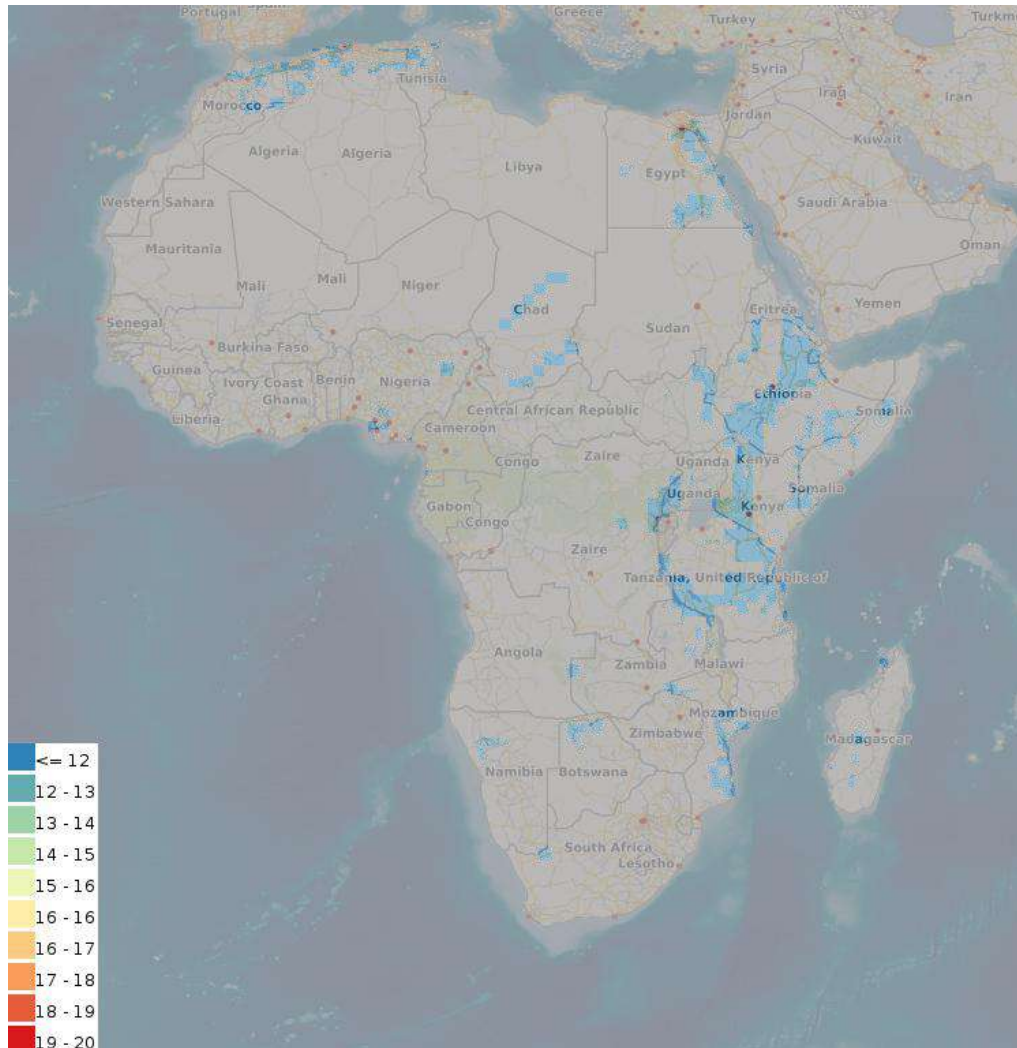 Portugal
Greece
Turkey
Turkm
Syria
Tunisia
Iraq
Iran
Morocco
Jordan
Kuwait
Algeria
Algeria
Libya
Egypt
Western Sahara
Saudi Arabia
Mauritania
Oman
Mali
Mali
Niger
Chad
Eritrea
Yemen
Senegal
Sudan
Burkina Faso
Guinea
Ivory Coast
Benin
Nigeria
Ghana
Ethiopia
Liberia
Central African Republic
Somalia
Cameroon
Congo
Zaire
Uganda
Kenya
Uganda
Somalia
Gabon
Kenya
Congo
Zaire
Tanzania, United Republic of
Angola
Zambia
Malawi
Mozambique
Zimbabwe
Madagascar
Namibia
Botswana
South Africa
Lesotho
<= 12
12 - 13
13 - 14
14 - 15
15 - 16
16 - 16
16 - 17
17 - 18
18 - 19
19 - 20